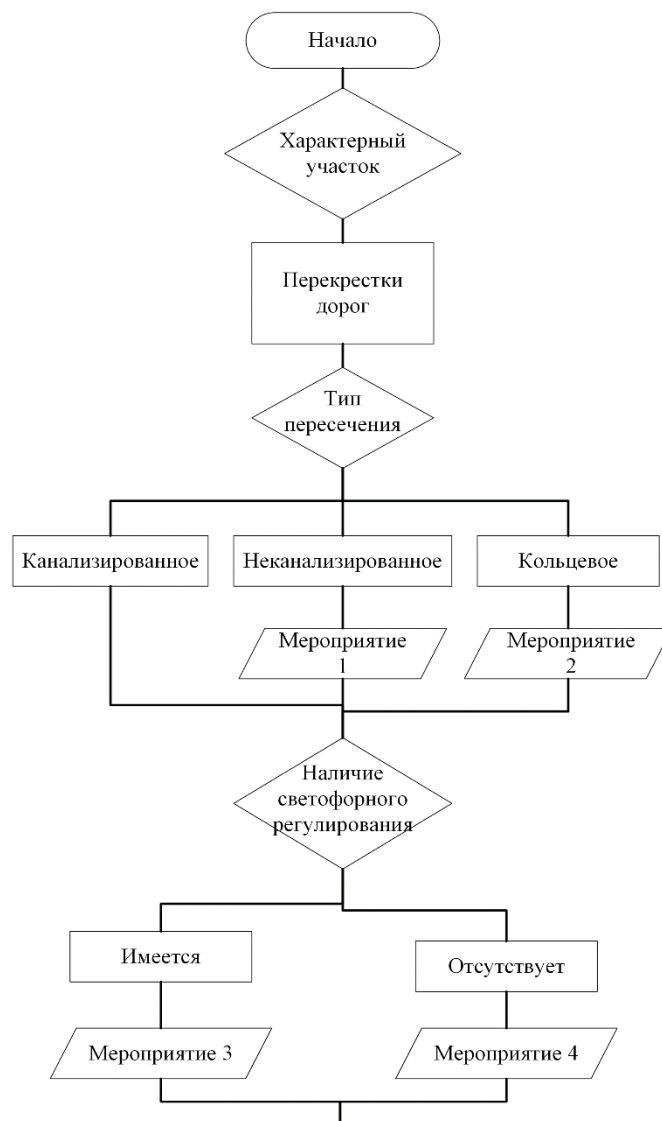 Начало
Характерный
участок
Перекрестки
дорог
Тип
пересечения
Канализированное
Неканализированное
Кольцевое
Мероприятие
1
Мероприятие
2
Наличие
светофорного
регулирования
Имеется
Отсутствует
Мероприятие 3
Мероприятие 4